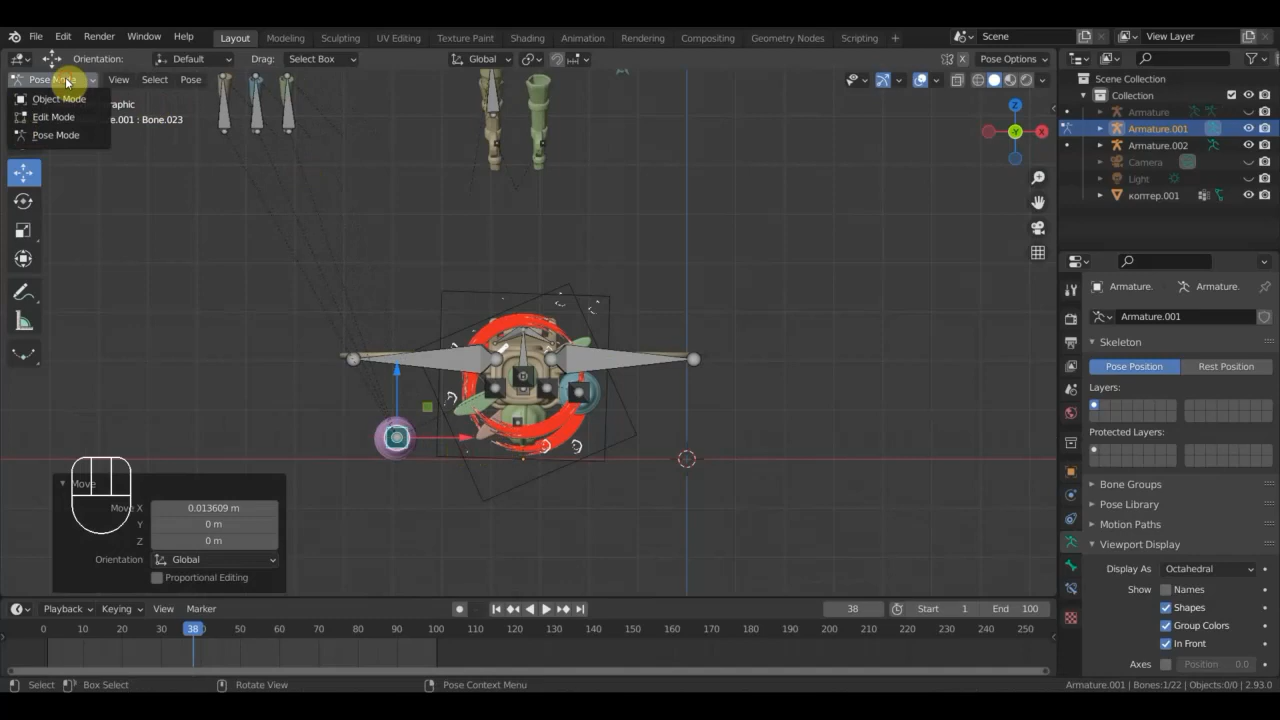 File Edit Render Window Help Layout Modeling Sculpting UV Editing Texture Paint Shading Animation Rendering Compositing Geometry Nodes Scripting + Scene View Layer
Orientation: Default Drag: Select Box Global Pose Options
View Select Pose
Object Mode
Edit Mode
Pose Mode
Move
Move X 0.013609 m
Y 0 m
Z 0 m
Orientation Global
Proportional Editing
Z
X
Y
Scene Collection
Collection
Armature
Armature.001
Armature.002
Camera
Light
коптер.001
Armature. Armature.
Armature.001
Skeleton
Pose Position Rest Position
Layers:
Protected Layers:
Bone Groups
Pose Library
Motion Paths
Viewport Display
Display As Octahedral
Show Names
Shapes
Group Colors
In Front
Axes Position 0.0
Playback Keying View Marker 38 Start 1 End 100
0 10 20 30 38 50 60 70 80 90 100 110 120 130 140 150 160 170 180 190 200 210 220 230 240 250
Select Box Select Rotate View Pose Context Menu Armature.001 | Bones:1/22 | Objects:0/0 | 2.93.0